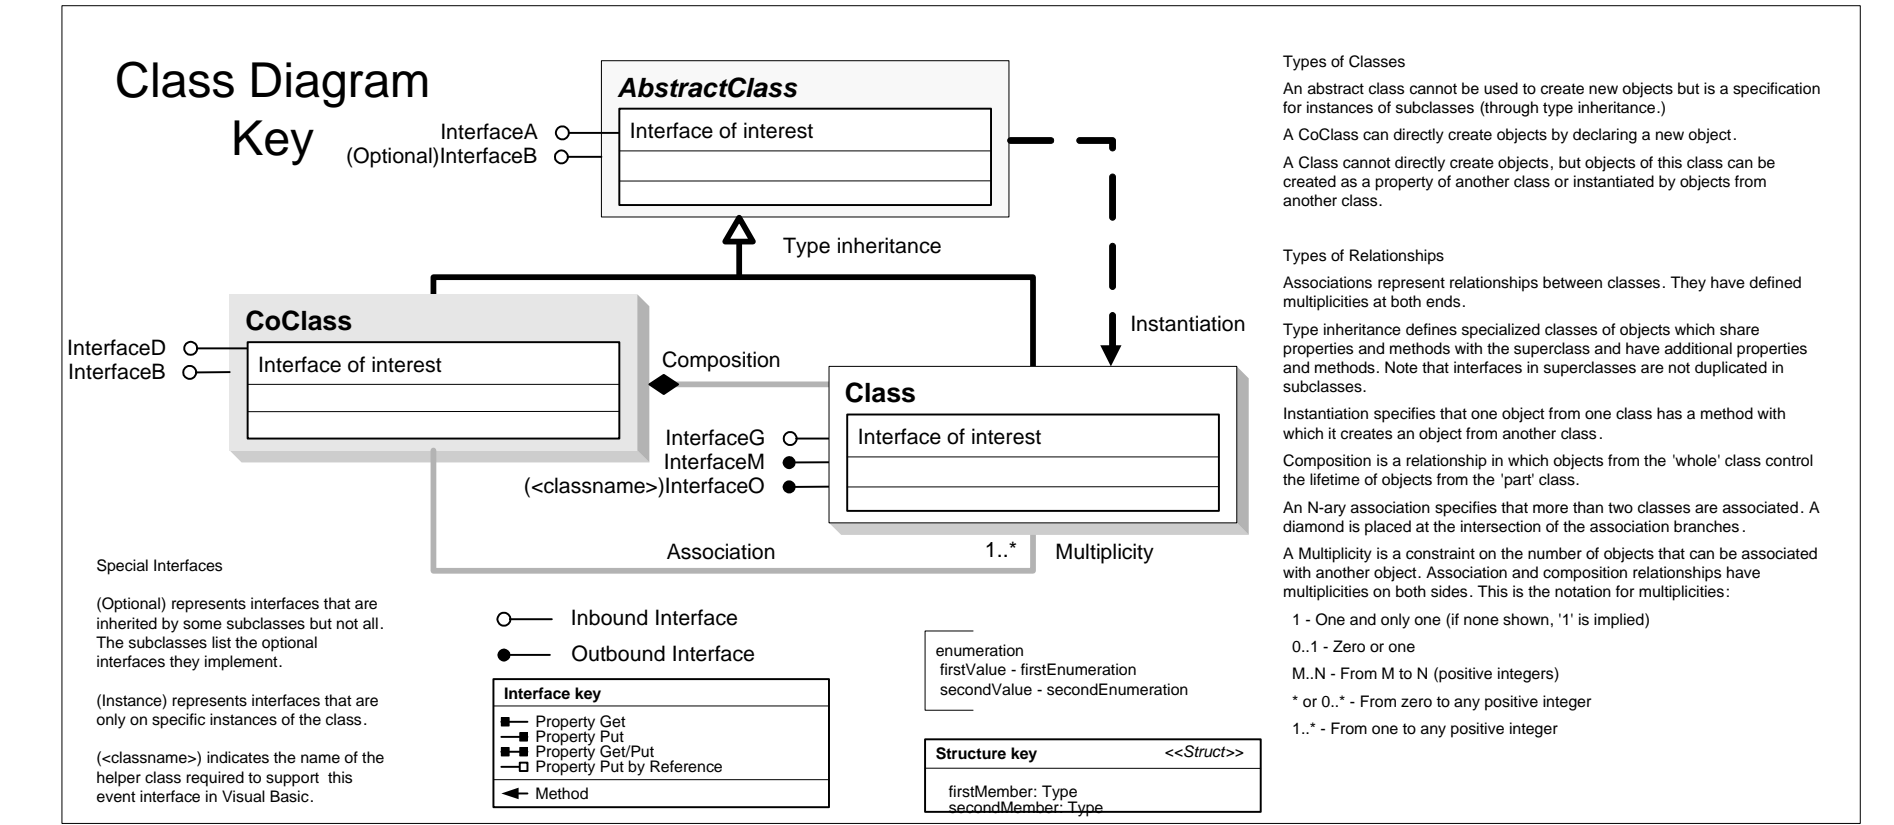 Class Diagram
Key
AbstractClass
InterfaceA
Interface of interest
(Optional)InterfaceB
Type inheritance
Instantiation
CoClass
InterfaceD
InterfaceB
Interface of interest
Composition
Class
InterfaceG
Interface of interest
InterfaceM
(<classname>)InterfaceO
Association
1..*
Multiplicity
Special Interfaces
(Optional) represents interfaces that are
inherited by some subclasses but not all.
The subclasses list the optional
interfaces they implement.
(Instance) represents interfaces that are
only on specific instances of the class.
(<classname>) indicates the name of the
helper class required to support this
event interface in Visual Basic.
Inbound Interface
Outbound Interface
Interface key
Property Get
Property Put
Property Get/Put
Property Put by Reference
Method
enumeration
firstValue - firstEnumeration
secondValue - secondEnumeration
Structure key <<Struct>>
firstMember: Type
secondMember: Type
Types of Classes
An abstract class cannot be used to create new objects but is a specification
for instances of subclasses (through type inheritance.)
A CoClass can directly create objects by declaring a new object.
A Class cannot directly create objects, but objects of this class can be
created as a property of another class or instantiated by objects from
another class.
Types of Relationships
Associations represent relationships between classes. They have defined
multiplicities at both ends.
Type inheritance defines specialized classes of objects which share
properties and methods with the superclass and have additional properties
and methods. Note that interfaces in superclasses are not duplicated in
subclasses.
Instantiation specifies that one object from one class has a method with
which it creates an object from another class.
Composition is a relationship in which objects from the 'whole' class control
the lifetime of objects from the 'part' class.
An N-ary association specifies that more than two classes are associated. A
diamond is placed at the intersection of the association branches.
A Multiplicity is a constraint on the number of objects that can be associated
with another object. Association and composition relationships have
multiplicities on both sides. This is the notation for multiplicities:
1 - One and only one (if none shown, '1' is implied)
0..1 - Zero or one
M..N - From M to N (positive integers)
* or 0..* - From zero to any positive integer
1..* - From one to any positive integer